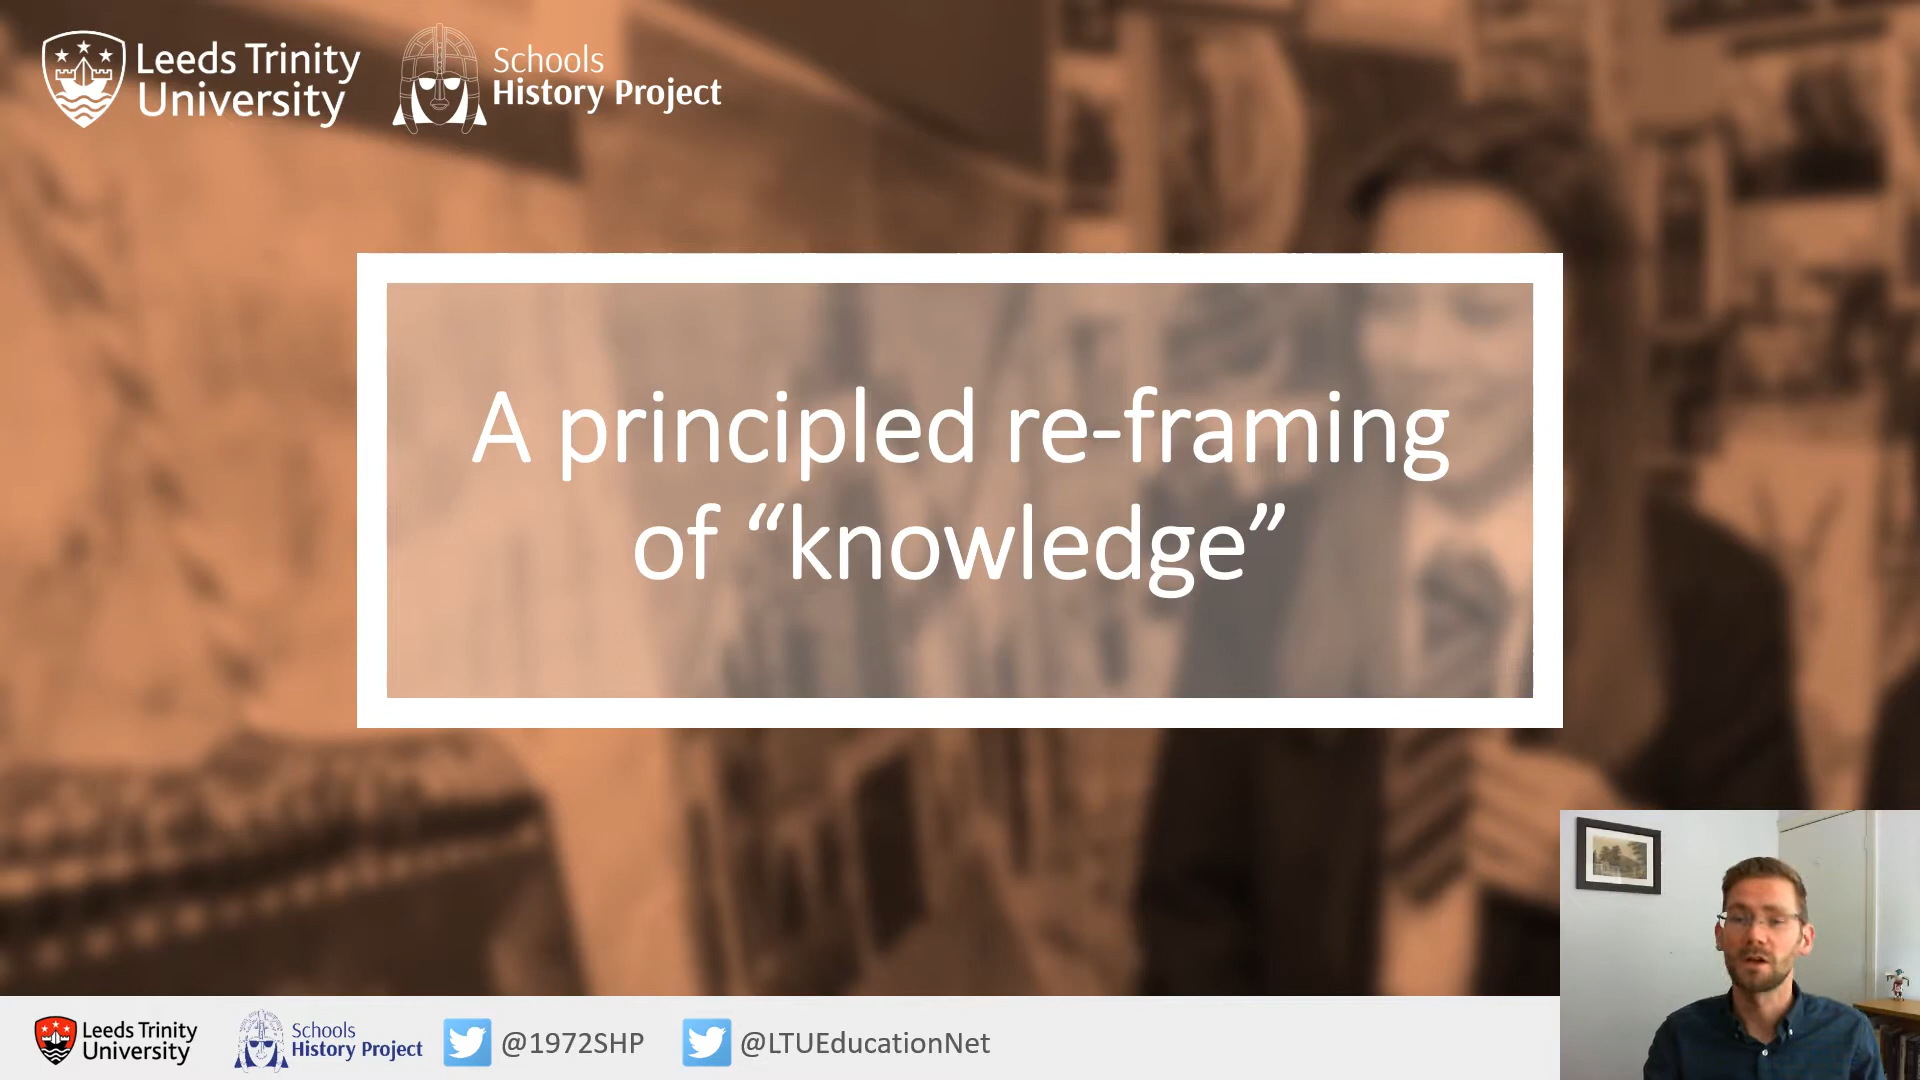 Leeds Trinity
University
Schools
History Project
A principled re-framing
of “knowledge”
Leeds Trinity
University
Schools
History Project
@1972SHP
@LTUEducationNet